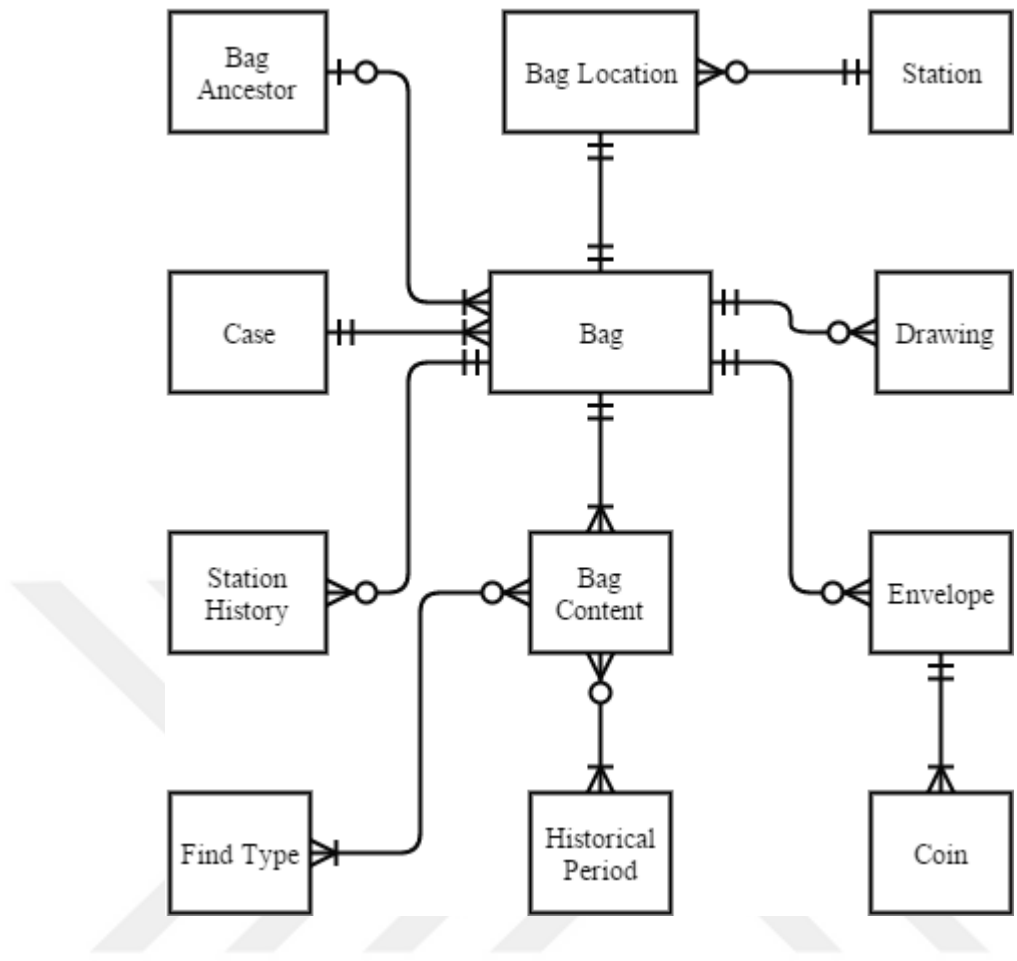 Bag
Ancestor
Bag Location
Station
Case
Bag
Drawing
Station
History
Bag
Content
Envelope
Find Type
Historical
Period
Coin